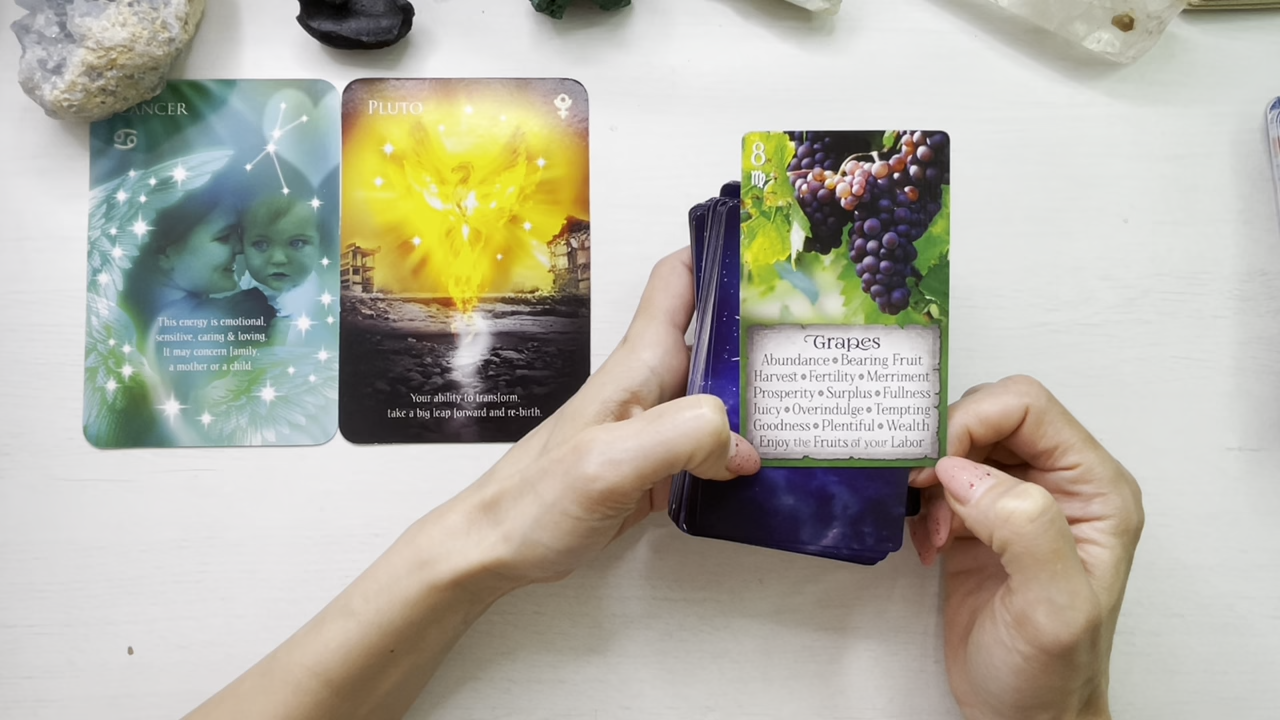 ANCER
♋
This energy is emotional,
sensitive, caring & loving.
It may concern family,
a mother or a child.
PLUTO
Your ability to transform,
take a big leap forward and re-birth.
8
♍
Grapes
Abundance • Bearing Fruit
Harvest • Fertility • Merriment
Prosperity • Surplus • Fullness
Juicy • Overindulge • Tempting
Goodness • Plentiful • Wealth
Enjoy the Fruits of your Labor